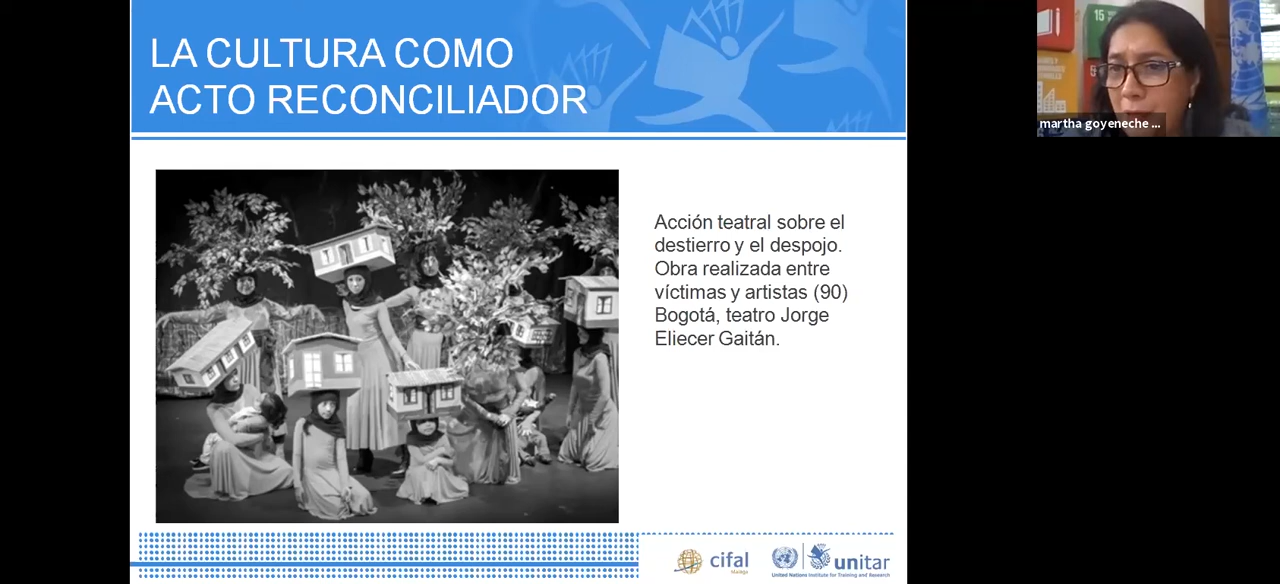 LA CULTURA COMO
ACTO RECONCILIADOR
15
martha goyeneche ...
Acción teatral sobre el
destierro y el despojo.
Obra realizada entre
víctimas y artistas (90)
Bogotá, teatro Jorge
Eliecer Gaitán.
cifal
unitar
United Nations Institute for Training and Research